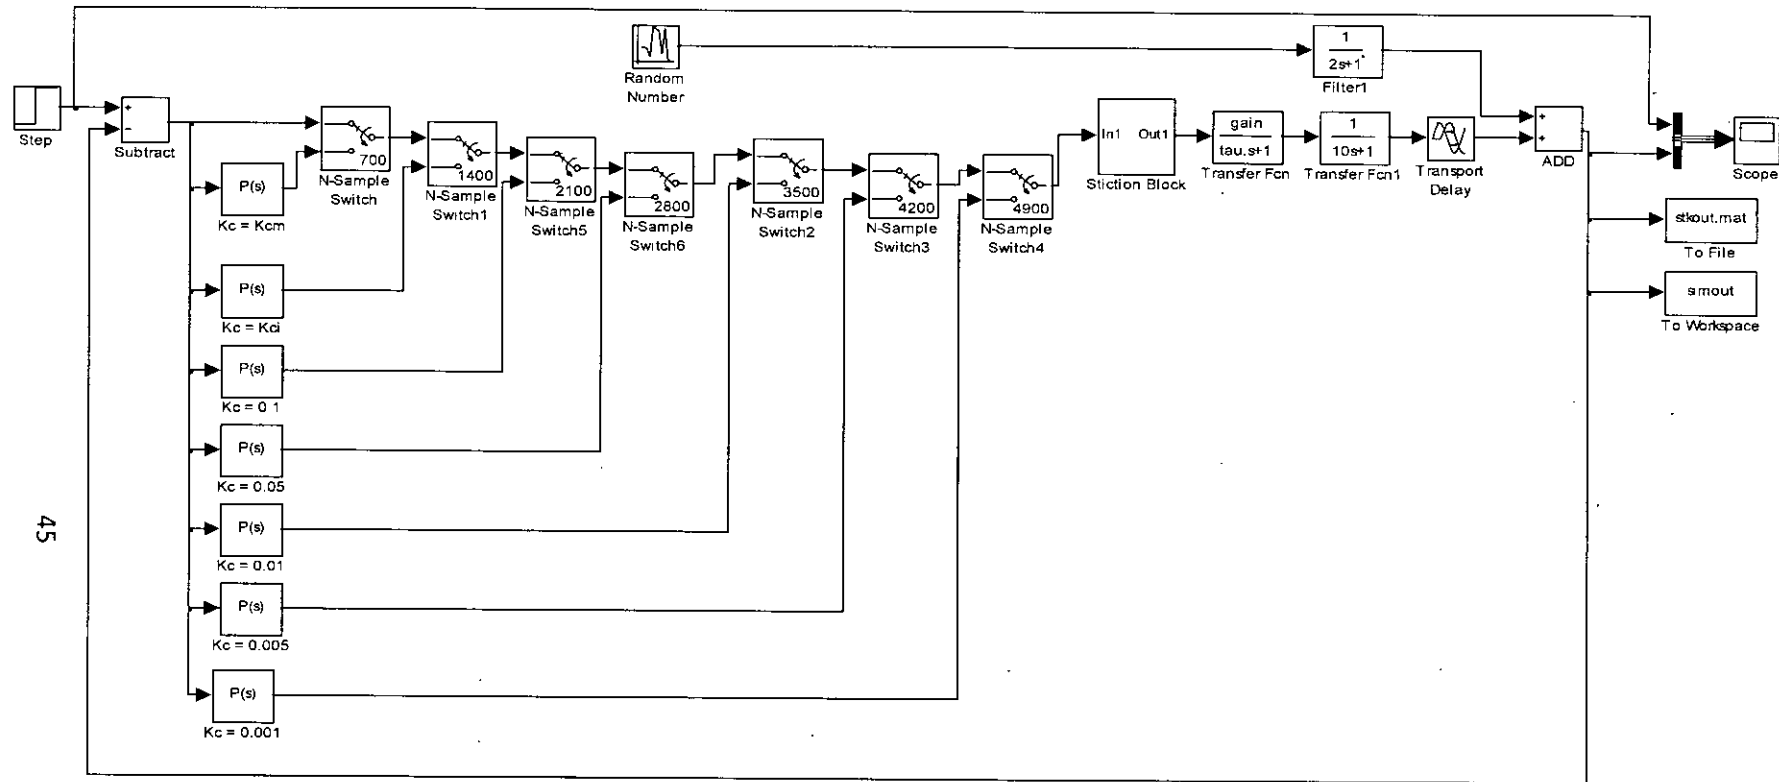 Step
+
−
Subtract
P(s)
Kc = Kcm
P(s)
Kc = Kci
P(s)
Kc = 0 1
P(s)
Kc = 0.05
P(s)
Kc = 0.01
P(s)
Kc = 0.005
P(s)
Kc = 0.001
700
N-Sample
Switch
1400
N-Sample
Switch1
2100
N-Sample
Switch5
2800
N-Sample
Switch6
3500
N-Sample
Switch2
4200
N-Sample
Switch3
4900
N-Sample
Switch4
Random
Number
In1 Out1
Stiction Block
gain
tau.s+1
Transfer Fcn
1
10s+1
Transfer Fcn1
Transport
Delay
1
2s+1
Filter1
+
+
ADD
Scope
stkout.mat
To File
simout
To Workspace
45